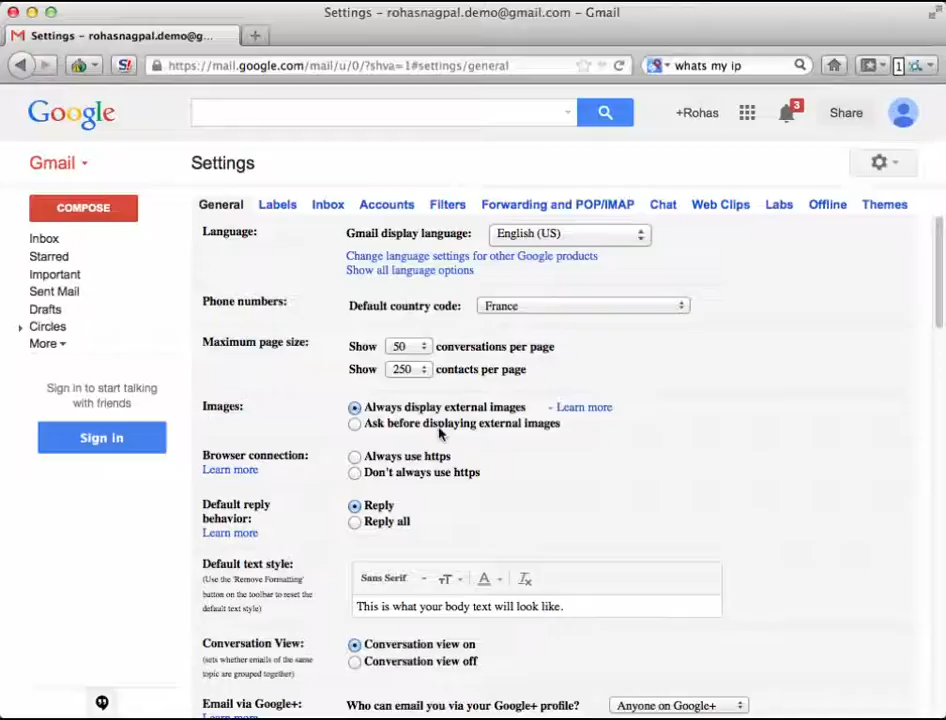 Settings – rohasnagpal.demo@gmail.com – Gmail
Settings – rohasnagpal.demo@g...
https://mail.google.com/mail/u/0/?shva=1#settings/general
whats my ip
1
Google
+Rohas
3
Share
Gmail
Settings
COMPOSE
General Labels Inbox Accounts Filters Forwarding and POP/IMAP Chat Web Clips Labs Offline Themes
Inbox
Starred
Important
Sent Mail
Drafts
Circles
More
Sign in to start talking
with friends
Sign in
Language:
Gmail display language: English (US)
Change language settings for other Google products
Show all language options
Phone numbers:
Default country code: France
Maximum page size:
Show 50 conversations per page
Show 250 contacts per page
Images:
Always display external images - Learn more
Ask before displaying external images
Browser connection:
Learn more
Always use https
Don't always use https
Default reply
behavior:
Learn more
Reply
Reply all
Default text style:
(Use the 'Remove Formatting'
button on the toolbar to reset the
default text style)
Sans Serif
This is what your body text will look like.
Conversation View:
(sets whether emails of the same
topic are grouped together)
Conversation view on
Conversation view off
Email via Google+:
Learn more
Who can email you via your Google+ profile? Anyone on Google+